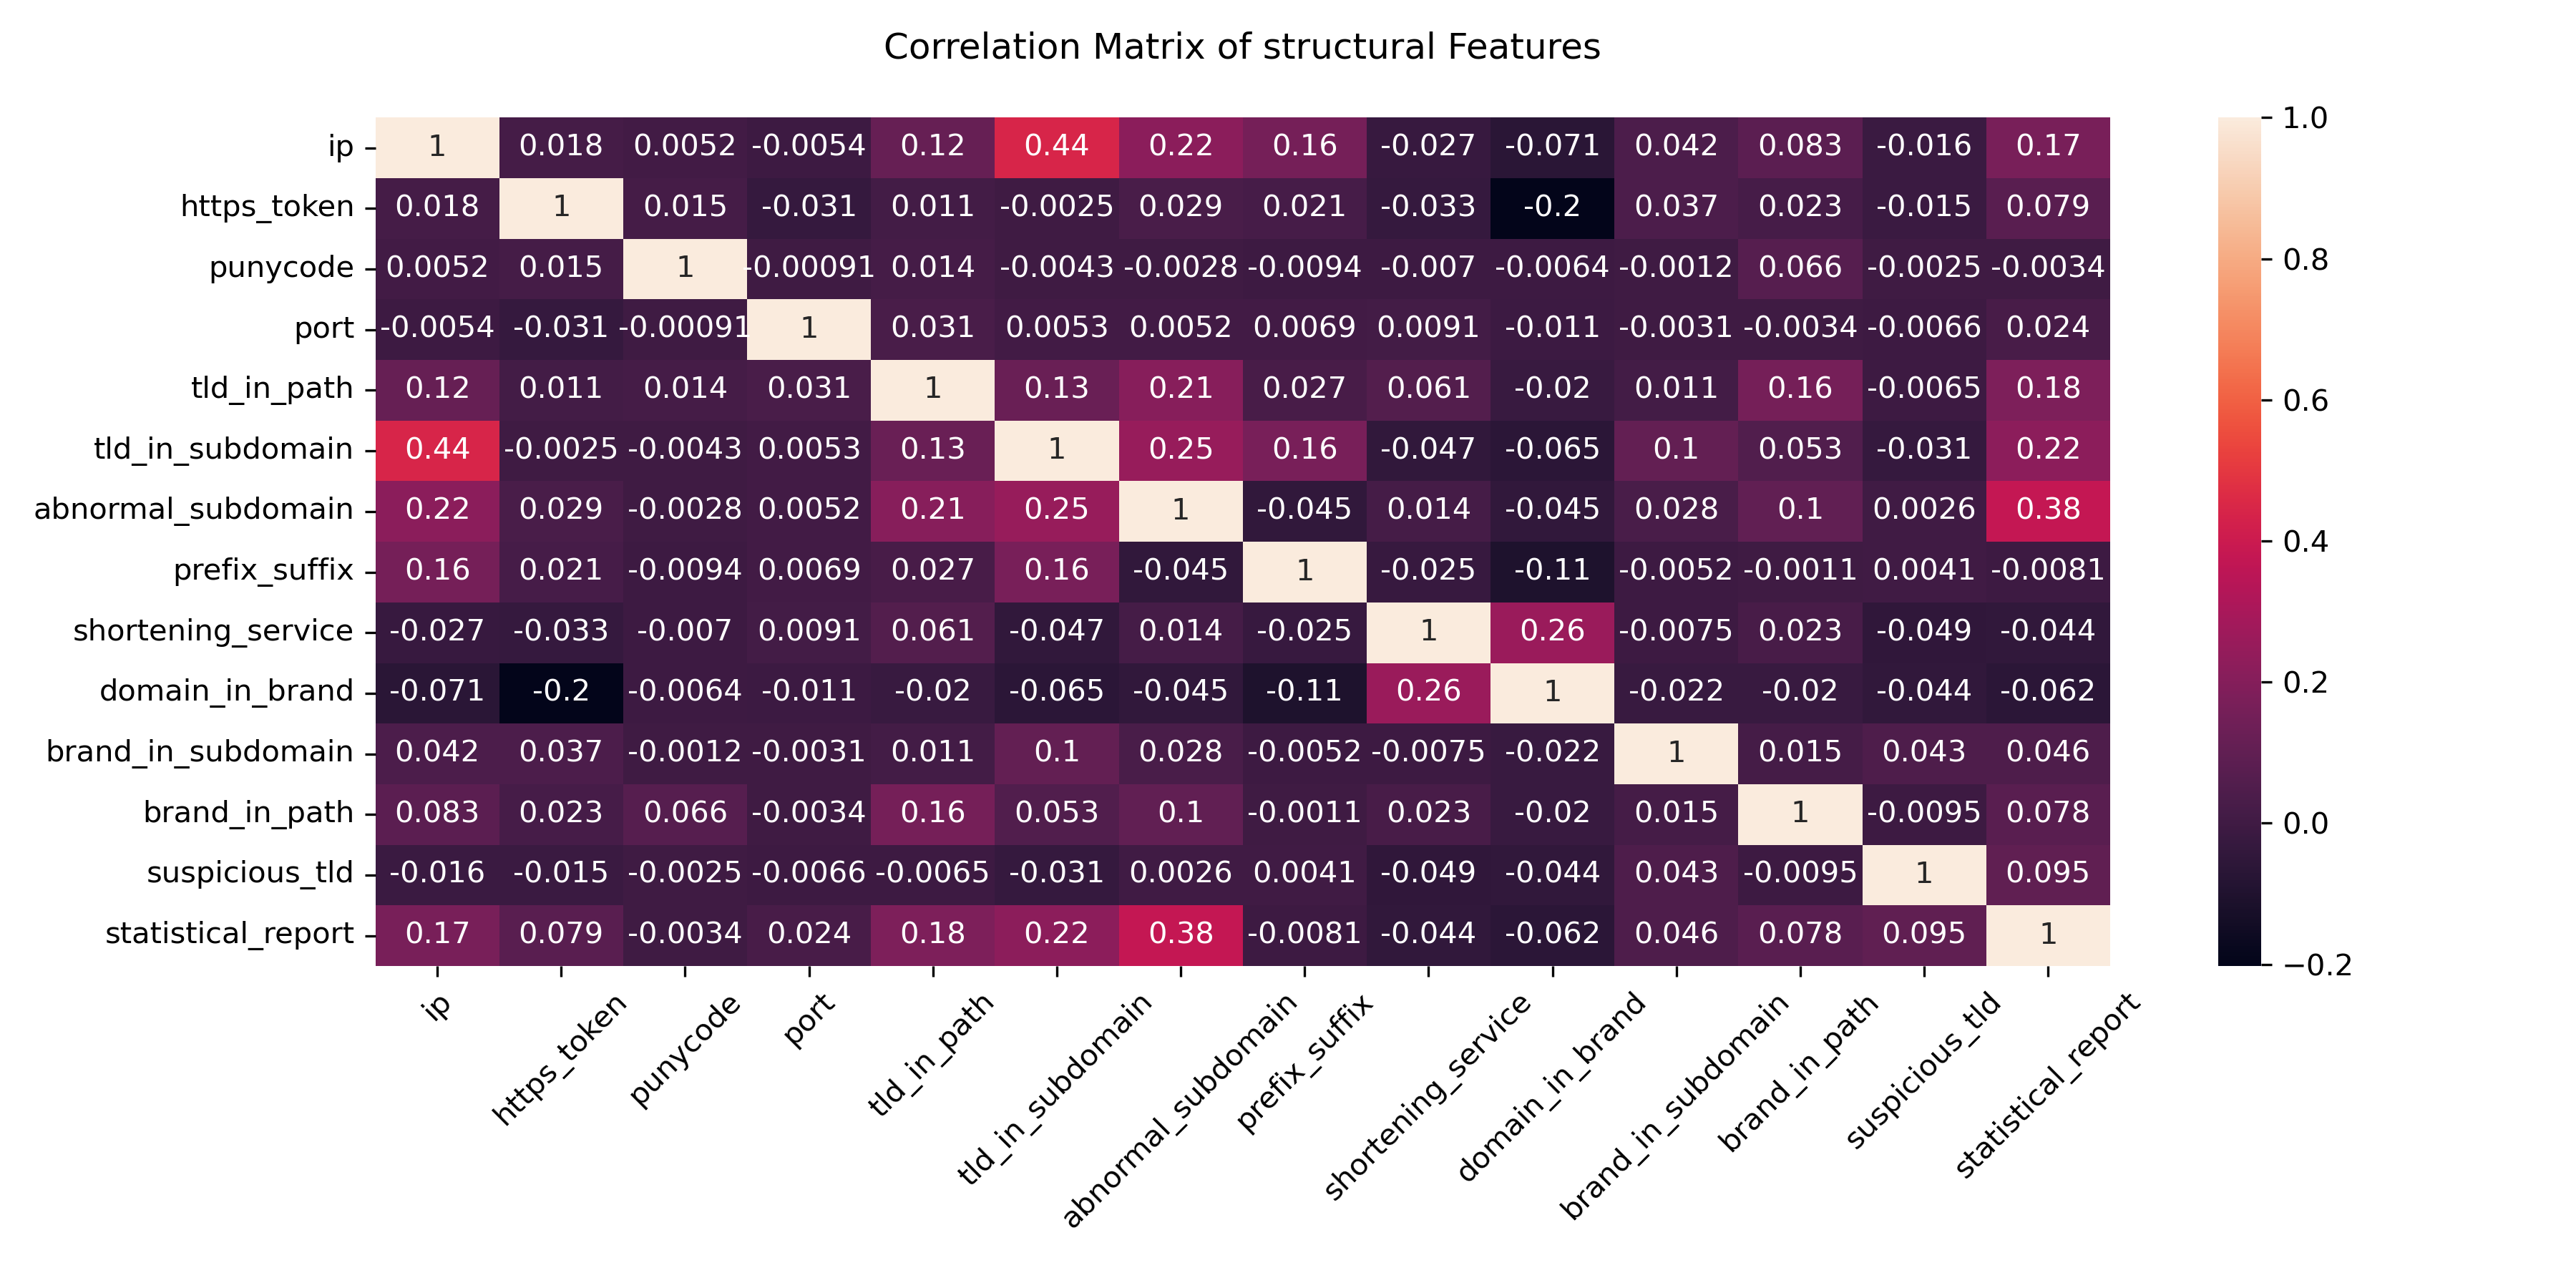 Correlation Matrix of structural Features
ip 1 0.018 0.0052 -0.0054 0.12 0.44 0.22 0.16 -0.027 -0.071 0.042 0.083 -0.016 0.17
https_token 0.018 1 0.015 -0.031 0.011 -0.0025 0.029 0.021 -0.033 -0.2 0.037 0.023 -0.015 0.079
punycode 0.0052 0.015 1 -0.00091 0.014 -0.0043 -0.0028 -0.0094 -0.007 -0.0064 -0.0012 0.066 -0.0025 -0.0034
port -0.0054 -0.031 -0.00091 1 0.031 0.0053 0.0052 0.0069 0.0091 -0.011 -0.0031 -0.0034 -0.0066 0.024
tld_in_path 0.12 0.011 0.014 0.031 1 0.13 0.21 0.027 0.061 -0.02 0.011 0.16 -0.0065 0.18
tld_in_subdomain 0.44 -0.0025 -0.0043 0.0053 0.13 1 0.25 0.16 -0.047 -0.065 0.1 0.053 -0.031 0.22
abnormal_subdomain 0.22 0.029 -0.0028 0.0052 0.21 0.25 1 -0.045 0.014 -0.045 0.028 0.1 0.0026 0.38
prefix_suffix 0.16 0.021 -0.0094 0.0069 0.027 0.16 -0.045 1 -0.025 -0.11 -0.0052 -0.0011 0.0041 -0.0081
shortening_service -0.027 -0.033 -0.007 0.0091 0.061 -0.047 0.014 -0.025 1 0.26 -0.0075 0.023 -0.049 -0.044
domain_in_brand -0.071 -0.2 -0.0064 -0.011 -0.02 -0.065 -0.045 -0.11 0.26 1 -0.022 -0.02 -0.044 -0.062
brand_in_subdomain 0.042 0.037 -0.0012 -0.0031 0.011 0.1 0.028 -0.0052 -0.0075 -0.022 1 0.015 0.043 0.046
brand_in_path 0.083 0.023 0.066 -0.0034 0.16 0.053 0.1 -0.0011 0.023 -0.02 0.015 1 -0.0095 0.078
suspicious_tld -0.016 -0.015 -0.0025 -0.0066 -0.0065 -0.031 0.0026 0.0041 -0.049 -0.044 0.043 -0.0095 1 0.095
statistical_report 0.17 0.079 -0.0034 0.024 0.18 0.22 0.38 -0.0081 -0.044 -0.062 0.046 0.078 0.095 1
ip
https_token
punycode
port
tld_in_path
tld_in_subdomain
abnormal_subdomain
prefix_suffix
shortening_service
domain_in_brand
brand_in_subdomain
brand_in_path
suspicious_tld
statistical_report
1.0
0.8
0.6
0.4
0.2
0.0
−0.2